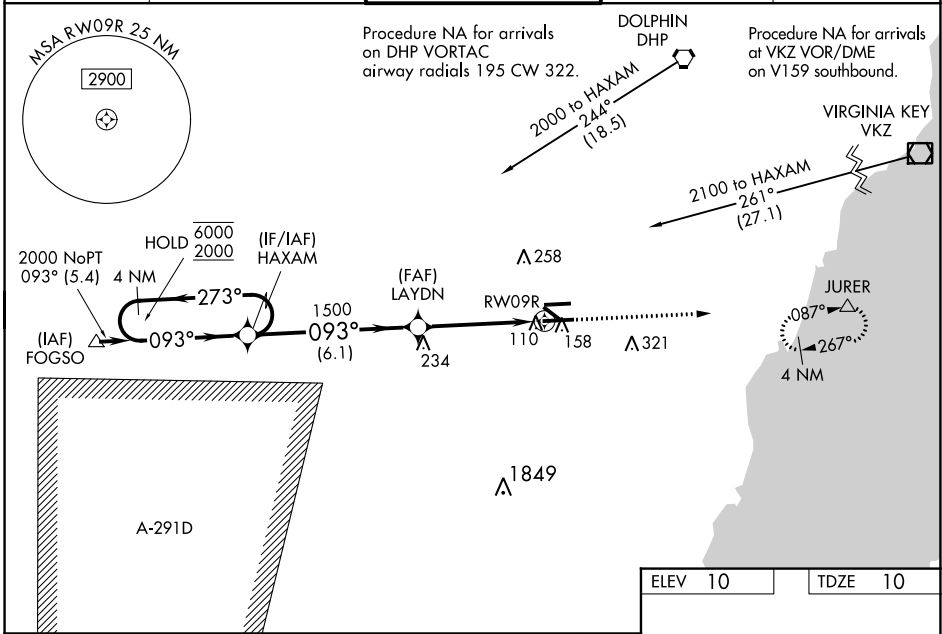 MSA RW09R 25 NM
2900
Procedure NA for arrivals
on DHP VORTAC
airway radials 195 CW 322.
DOLPHIN
DHP
Procedure NA for arrivals
at VKZ VOR/DME
on V159 southbound.
2000 to HAXAM
244°
(18.5)
VIRGINIA KEY
VKZ
2100 to HAXAM
261°
(27.1)
HOLD
6000
2000
(IF/IAF)
HAXAM
2000 NoPT
093° (5.4)
4 NM
273°
093°
(IAF)
FOGSO
1500
093°
(6.1)
(FAF)
LAYDN
234
258
RW09R
110
158
321
JURER
087°
267°
4 NM
1849
A-291D
ELEV 10
TDZE 10